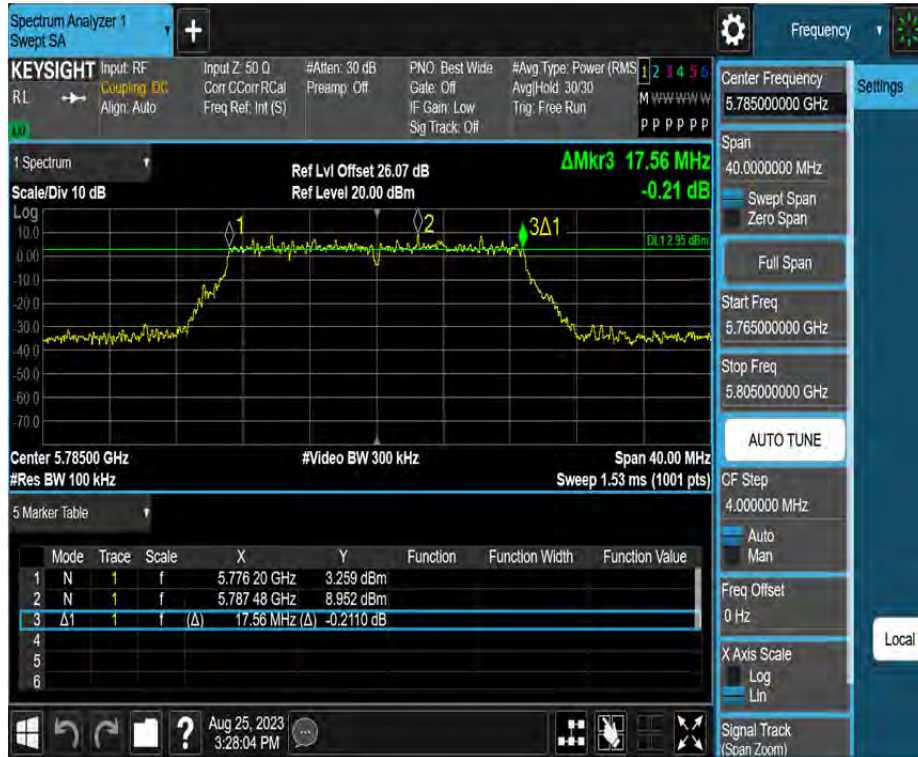 Spectrum Analyzer 1
Swept SA
Frequency
KEYSIGHT
RL
Input: RF
Coupling: DC
Align: Auto
Input Z: 50 Ω
Corr CCorr RCal
Freq Ref: Int (S)
#Atten: 30 dB
Preamp: Off
PNO: Best Wide
Gate: Off
IF Gain: Low
Sig Track: Off
#Avg Type: Power (RMS
Avg|Hold: 30/30
Trig: Free Run
1 2 3 4 5 6
M W W W W W
P P P P P P
1 Spectrum
Scale/Div 10 dB
Ref Lvl Offset 26.07 dB
Ref Level 20.00 dBm
ΔMkr3 17.56 MHz
-0.21 dB
Log
10.0
0.00
-10.0
-20.0
-30.0
-40.0
-50.0
-60.0
-70.0
1
2
3Δ1
DL1 2.95 dBm
Center 5.78500 GHz
#Res BW 100 kHz
#Video BW 300 kHz
Span 40.00 MHz
Sweep 1.53 ms (1001 pts)
5 Marker Table
Mode Trace Scale X Y Function Function Width Function Value
1 N 1 f 5.776 20 GHz 3.259 dBm
2 N 1 f 5.787 48 GHz 8.952 dBm
3 Δ1 1 f (Δ) 17.56 MHz (Δ) -0.2110 dB
4
5
6
Aug 25, 2023
3:28:04 PM
Center Frequency
5.785000000 GHz
Span
40.0000000 MHz
Swept Span
Zero Span
Full Span
Start Freq
5.765000000 GHz
Stop Freq
5.805000000 GHz
AUTO TUNE
CF Step
4.000000 MHz
Auto
Man
Freq Offset
0 Hz
X Axis Scale
Log
Lin
Signal Track
(Span Zoom)
Settings
Local